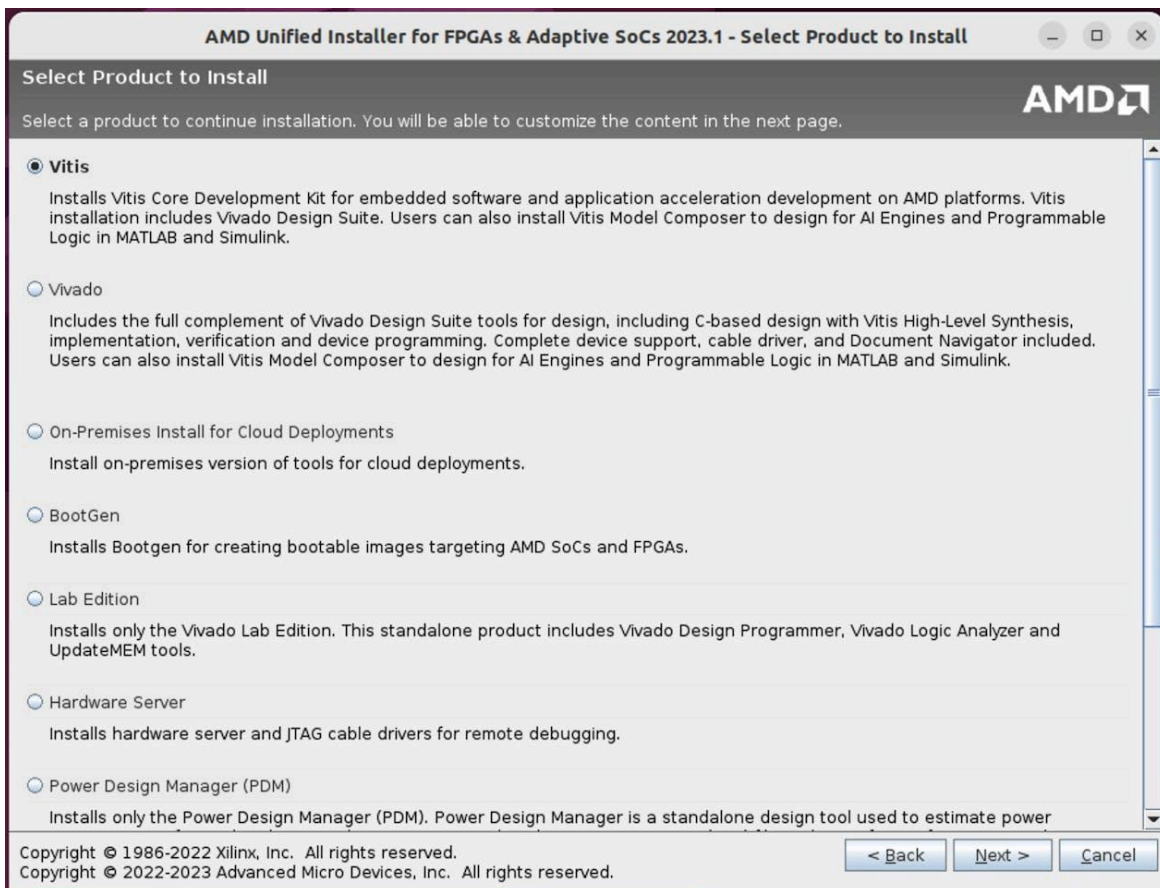 AMD Unified Installer for FPGAs & Adaptive SoCs 2023.1 - Select Product to Install
Select Product to Install
AMD
Select a product to continue installation. You will be able to customize the content in the next page.
Vitis
Installs Vitis Core Development Kit for embedded software and application acceleration development on AMD platforms. Vitis
installation includes Vivado Design Suite. Users can also install Vitis Model Composer to design for AI Engines and Programmable
Logic in MATLAB and Simulink.
Vivado
Includes the full complement of Vivado Design Suite tools for design, including C-based design with Vitis High-Level Synthesis,
implementation, verification and device programming. Complete device support, cable driver, and Document Navigator included.
Users can also install Vitis Model Composer to design for AI Engines and Programmable Logic in MATLAB and Simulink.
On-Premises Install for Cloud Deployments
Install on-premises version of tools for cloud deployments.
BootGen
Installs Bootgen for creating bootable images targeting AMD SoCs and FPGAs.
Lab Edition
Installs only the Vivado Lab Edition. This standalone product includes Vivado Design Programmer, Vivado Logic Analyzer and
UpdateMEM tools.
Hardware Server
Installs hardware server and JTAG cable drivers for remote debugging.
Power Design Manager (PDM)
Installs only the Power Design Manager (PDM). Power Design Manager is a standalone design tool used to estimate power
Copyright © 1986-2022 Xilinx, Inc. All rights reserved.
Copyright © 2022-2023 Advanced Micro Devices, Inc. All rights reserved.
< Back
Next >
Cancel